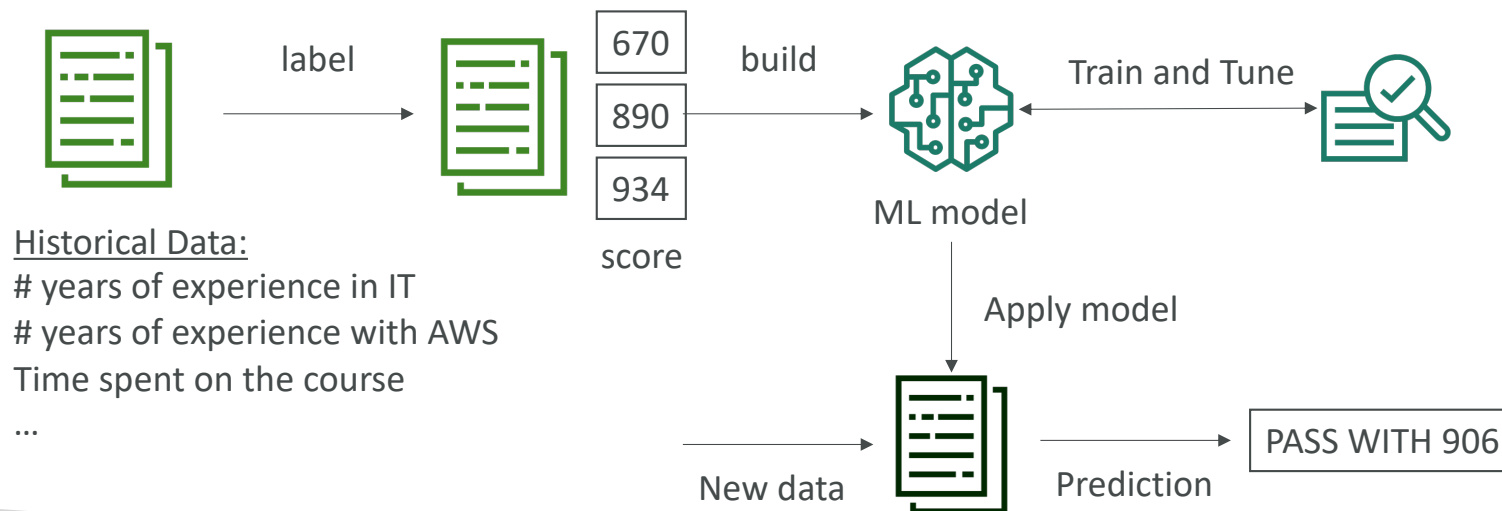 label
670
890
934
score
build
Train and Tune
ML model
Historical Data:
# years of experience in IT
# years of experience with AWS
Time spent on the course
...
Apply model
New data
Prediction
PASS WITH 906